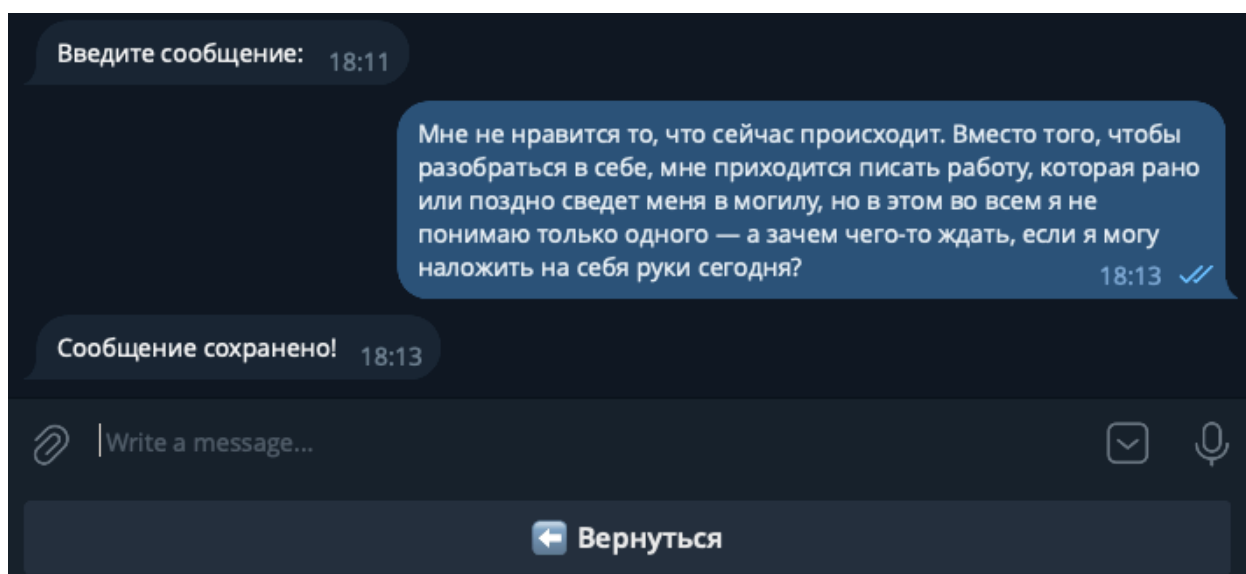 Введите сообщение: 18:11
Мне не нравится то, что сейчас происходит. Вместо того, чтобы
разобраться в себе, мне приходится писать работу, которая рано
или поздно сведет меня в могилу, но в этом во всем я не
понимаю только одного — а зачем чего-то ждать, если я могу
наложить на себя руки сегодня? 18:13
Сообщение сохранено! 18:13
Write a message...
Вернуться